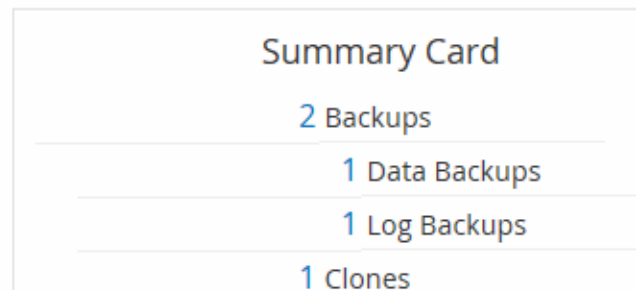 Summary Card
2 Backups
1 Data Backups
1 Log Backups
1 Clones